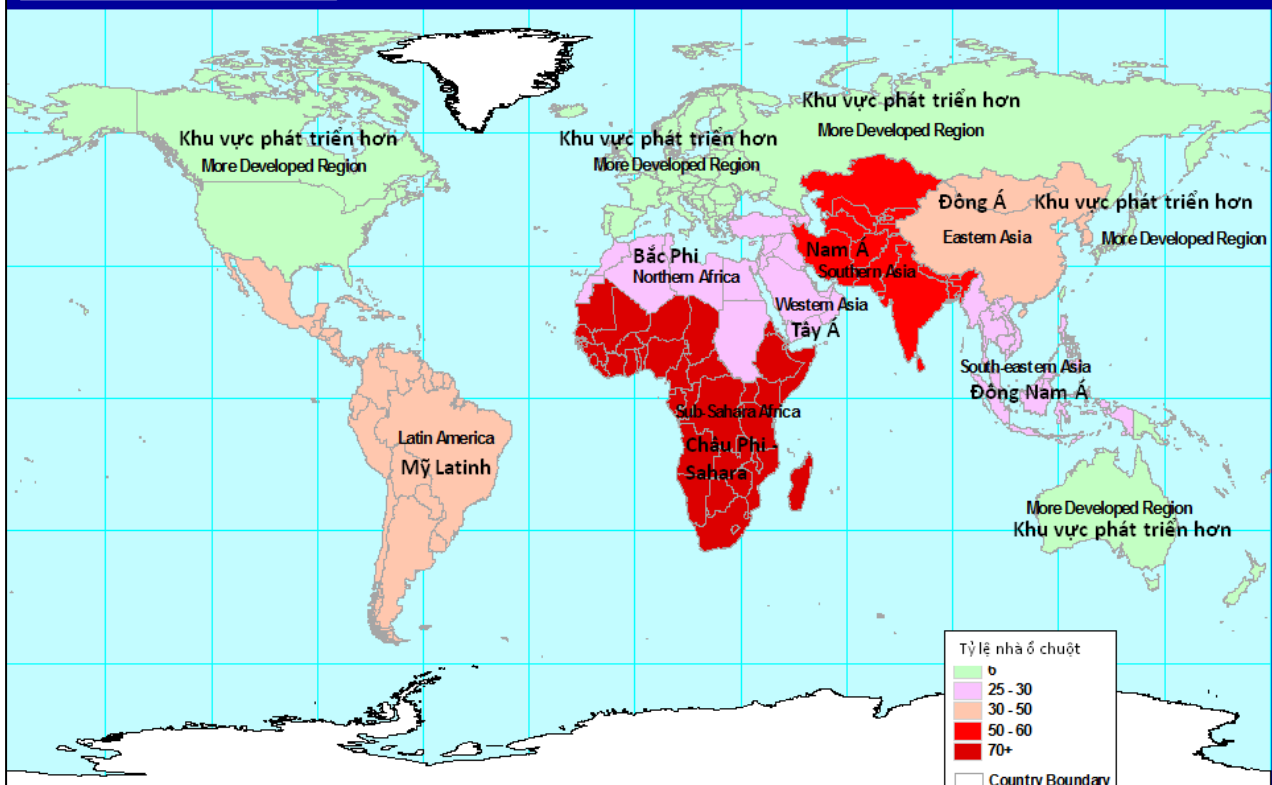 Khu vực phát triển hơn
More Developed Region
Khu vực phát triển hơn
More Developed Region
Khu vực phát triển hơn
More Developed Region
Đông Á
Eastern Asia
Khu vực phát triển hơn
More Developed Region
Bắc Phi
Northern Africa
Nam Á
Southern Asia
Western Asia
Tây Á
South-eastern Asia
Đông Nam Á
Sub-Sahara Africa
Châu Phi -
Sahara
Latin America
Mỹ Latinh
More Developed Region
Khu vực phát triển hơn
Tỷ lệ nhà ổ chuột
6
25 - 30
30 - 50
50 - 60
70+
Country Boundary